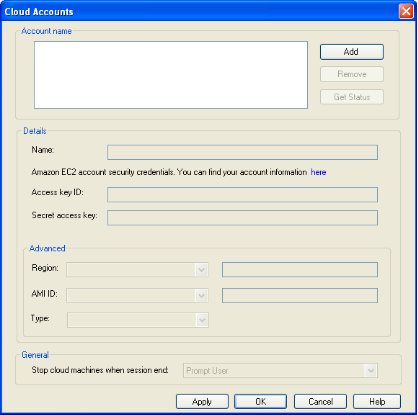 Cloud Accounts
Account name
Add
Remove
Get Status
Details
Name:
Amazon EC2 account security credentials. You can find your account information here
Access key ID:
Secret access key:
Advanced
Region:
AMI ID:
Type:
General
Stop cloud machines when session end: Prompt User
Apply OK Cancel Help